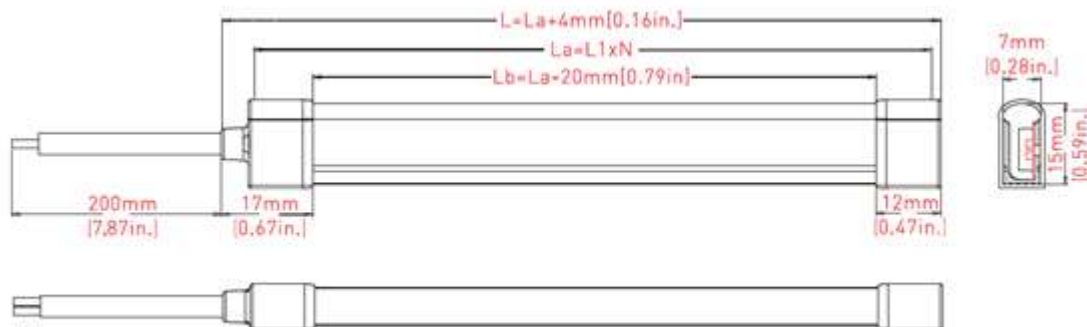 L=La+4mm[0.16in.]
La=L1xN
Lb=La-20mm[0.79in]
7mm
[0.28in.]
15mm
[0.59in.]
200mm
[7.87in.]
17mm
[0.67in.]
12mm
[0.47in.]